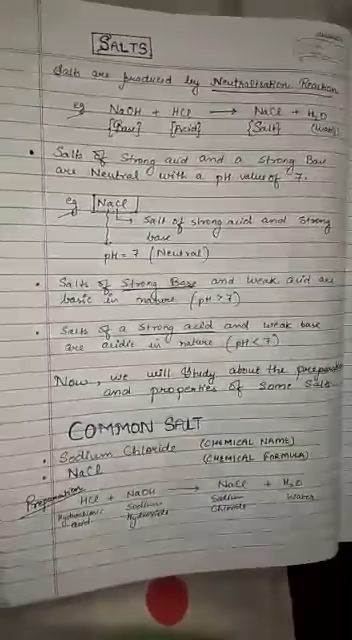 SALTS
Salts are produced by Neutralisation Reaction
eg NaOH + HCl → NaCl + H₂O
[Base] [Acid] [Salt] (Water)
• Salts of Strong acid and a strong Base
are Neutral with a pH value of 7.
eg [NaCl]
→ Salt of strong acid and strong
base
pH = 7 (Neutral)
• Salts of Strong Base and weak acid are
basic in nature (pH > 7)
• Salts of a strong acid and weak base
are acidic in nature (pH < 7)
Now, we will study about the preparation
and properties of some salts
COMMON SALT
• Sodium Chloride (CHEMICAL NAME)
• NaCl (CHEMICAL FORMULA)
Preparation
HCl + NaOH → NaCl + H₂O
Hydrochloric Sodium Sodium Water
acid Hydroxide Chloride